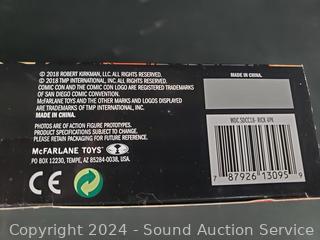 © 2018 ROBERT KIRKMAN, LLC. ALL RIGHTS RESERVED.
© 2018 TMP INTERNATIONAL, INC. ALL RIGHTS RESERVED.
COMIC CON AND THE COMIC CON LOGO ARE REGISTERED TRADEMARKS
OF SAN DIEGO COMIC CONVENTION.
McFARLANE TOYS AND THE OTHER MARKS AND LOGOS DISPLAYED
ARE TRADEMARKS OF TMP INTERNATIONAL, INC.
MADE IN CHINA.
PHOTOS ARE OF ACTION FIGURE PROTOTYPES.
PRODUCT SPECIFICATIONS SUBJECT TO CHANGE.
PLEASE RETAIN PACKAGING FOR FUTURE REFERENCE.
McFARLANE TOYS
PO BOX 12230, TEMPE, AZ 85284-0038, USA.
CE
MADE IN CHINA.
WDC SDCC18- RICK 4PK
7 87926 13095 9
Copyright 2024 - Sound Auction Service